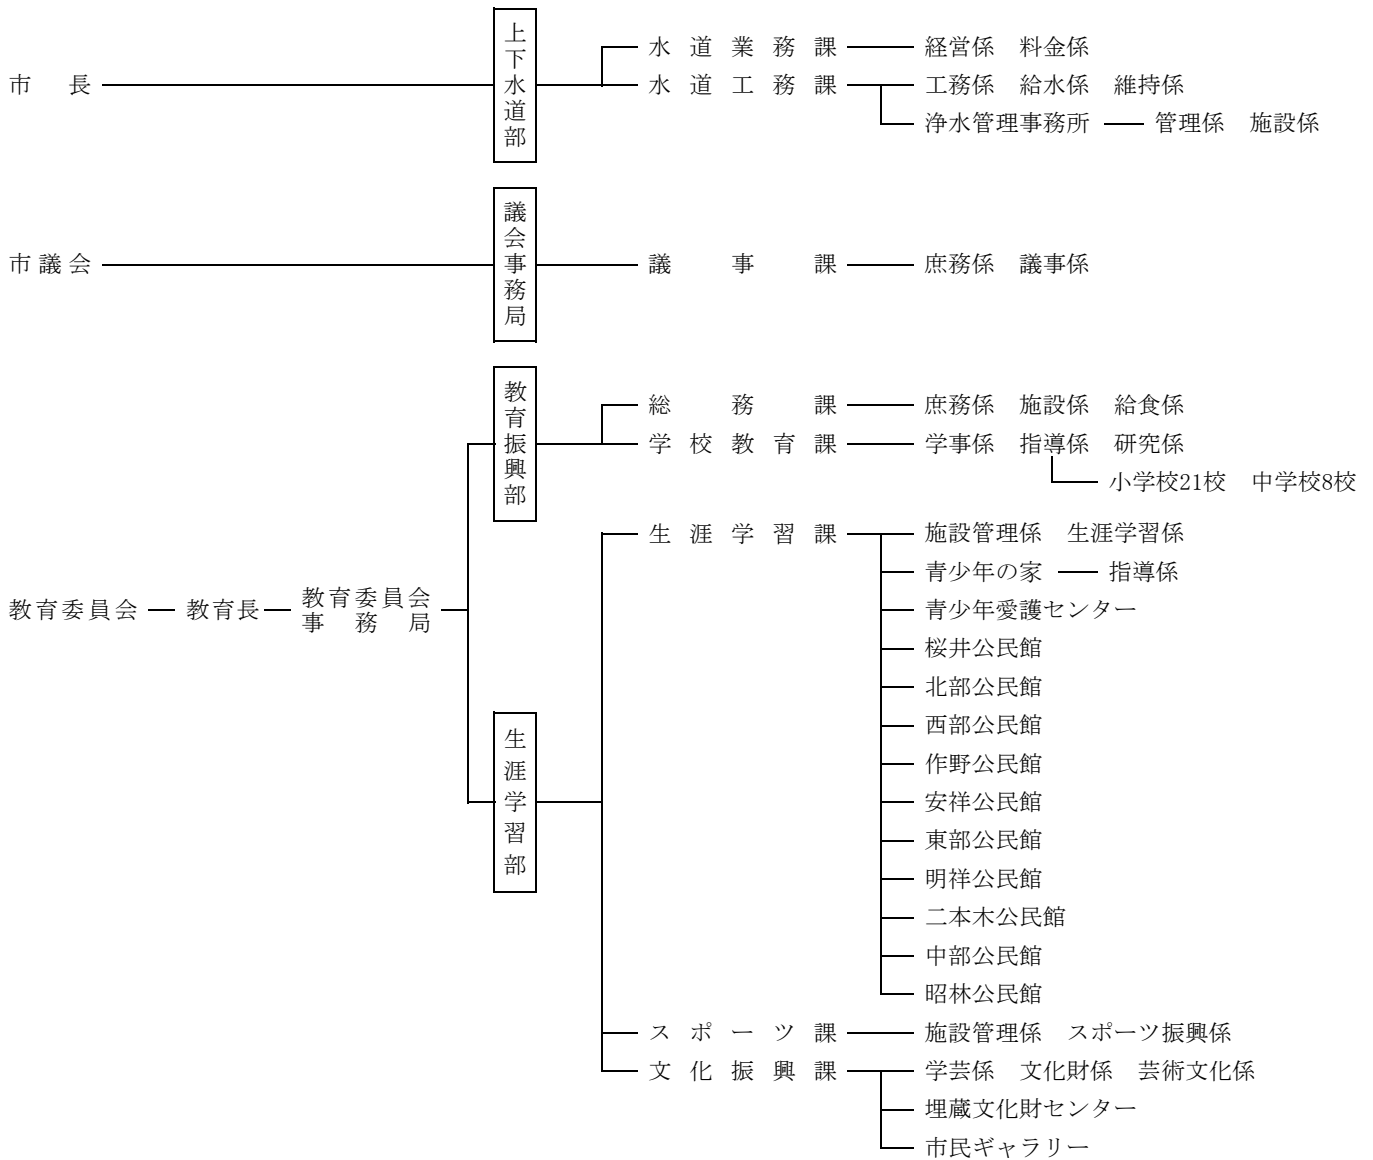 市長
上下水道部
水道業務課 経営係 料金係
水道工務課 工務係 給水係 維持係
浄水管理事務所 管理係 施設係
市議会
議会事務局
議事課 庶務係 議事係
教育委員会 教育長 教育委員会
事務局
教育振興部
総務課 庶務係 施設係 給食係
学校教育課 学事係 指導係 研究係
小学校21校 中学校8校
生涯学習部
生涯学習課 施設管理係 生涯学習係
青少年の家 指導係
青少年愛護センター
桜井公民館
北部公民館
西部公民館
作野公民館
安祥公民館
東部公民館
明祥公民館
二本木公民館
中部公民館
昭林公民館
スポーツ課 施設管理係 スポーツ振興係
文化振興課 学芸係 文化財係 芸術文化係
埋蔵文化財センター
市民ギャラリー